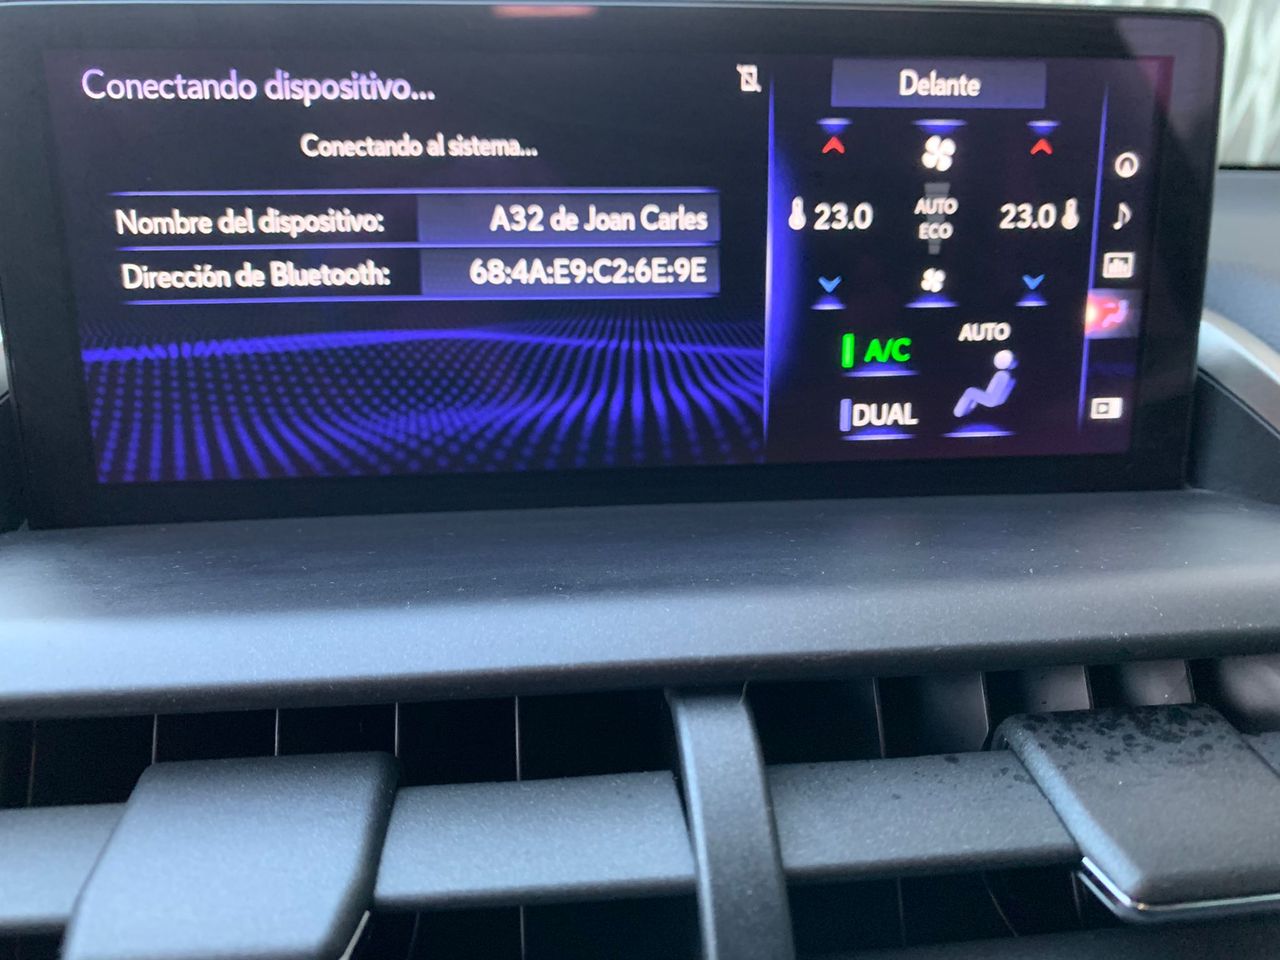 Conectando dispositivo...
Conectando al sistema...
Nombre del dispositivo: A32 de Joan Carles
Dirección de Bluetooth: 68:4A:E9:C2:6E:9E
Delante
23.0 AUTO 23.0
ECO
A/C AUTO
DUAL